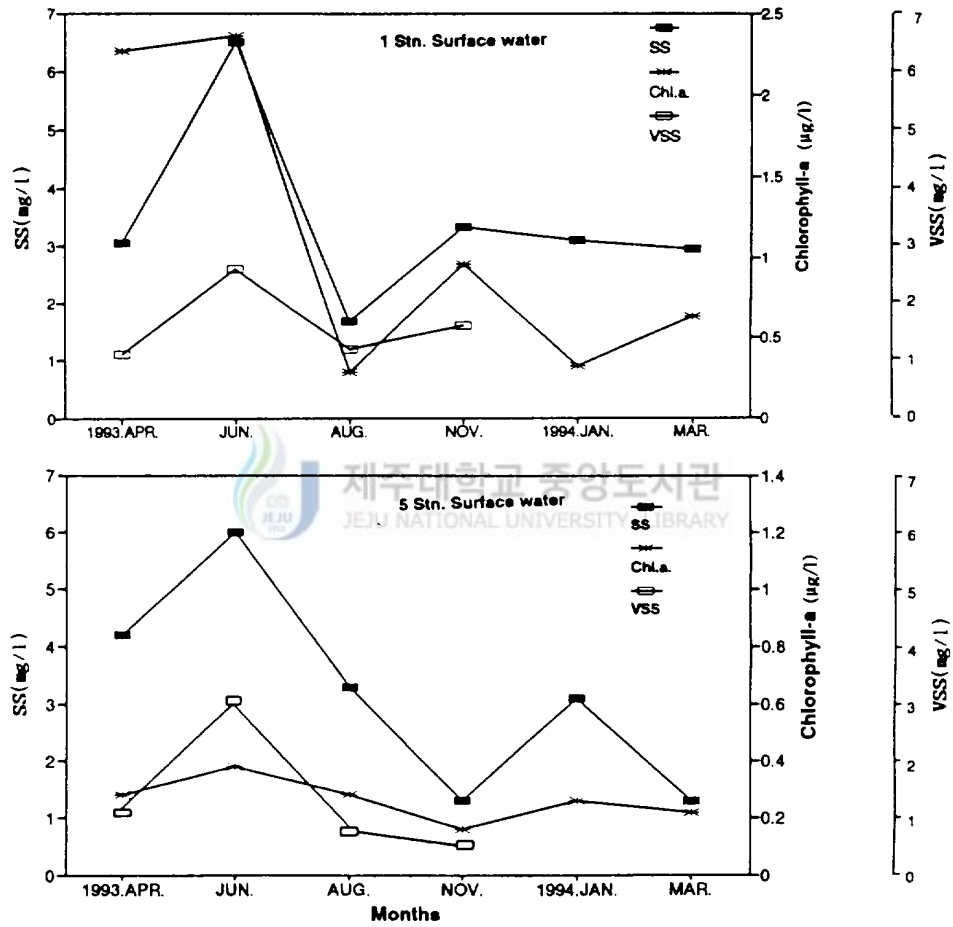 1 Stn. Surface water
SS
Chl.a.
VSS
7
6
5
4
3
2
1
0
SS(mg/l)
2.5
2
1.5
1
0.5
0
Chlorophyll-a (µg/l)
7
6
5
4
3
2
1
0
VSS(mg/l)
1993.APR. JUN. AUG. NOV. 1994.JAN. MAR.
제주대학교 중앙도서관
JEJU NATIONAL UNIVERSITY LIBRARY
JEJU
1952
5 Stn. Surface water
SS
Chl.a.
VSS
7
6
5
4
3
2
1
0
SS(mg/l)
1.4
1.2
1
0.8
0.6
0.4
0.2
0
Chlorophyll-a (µg/l)
7
6
5
4
3
2
1
0
VSS(mg/l)
1993.APR. JUN. AUG. NOV. 1994.JAN. MAR.
Months